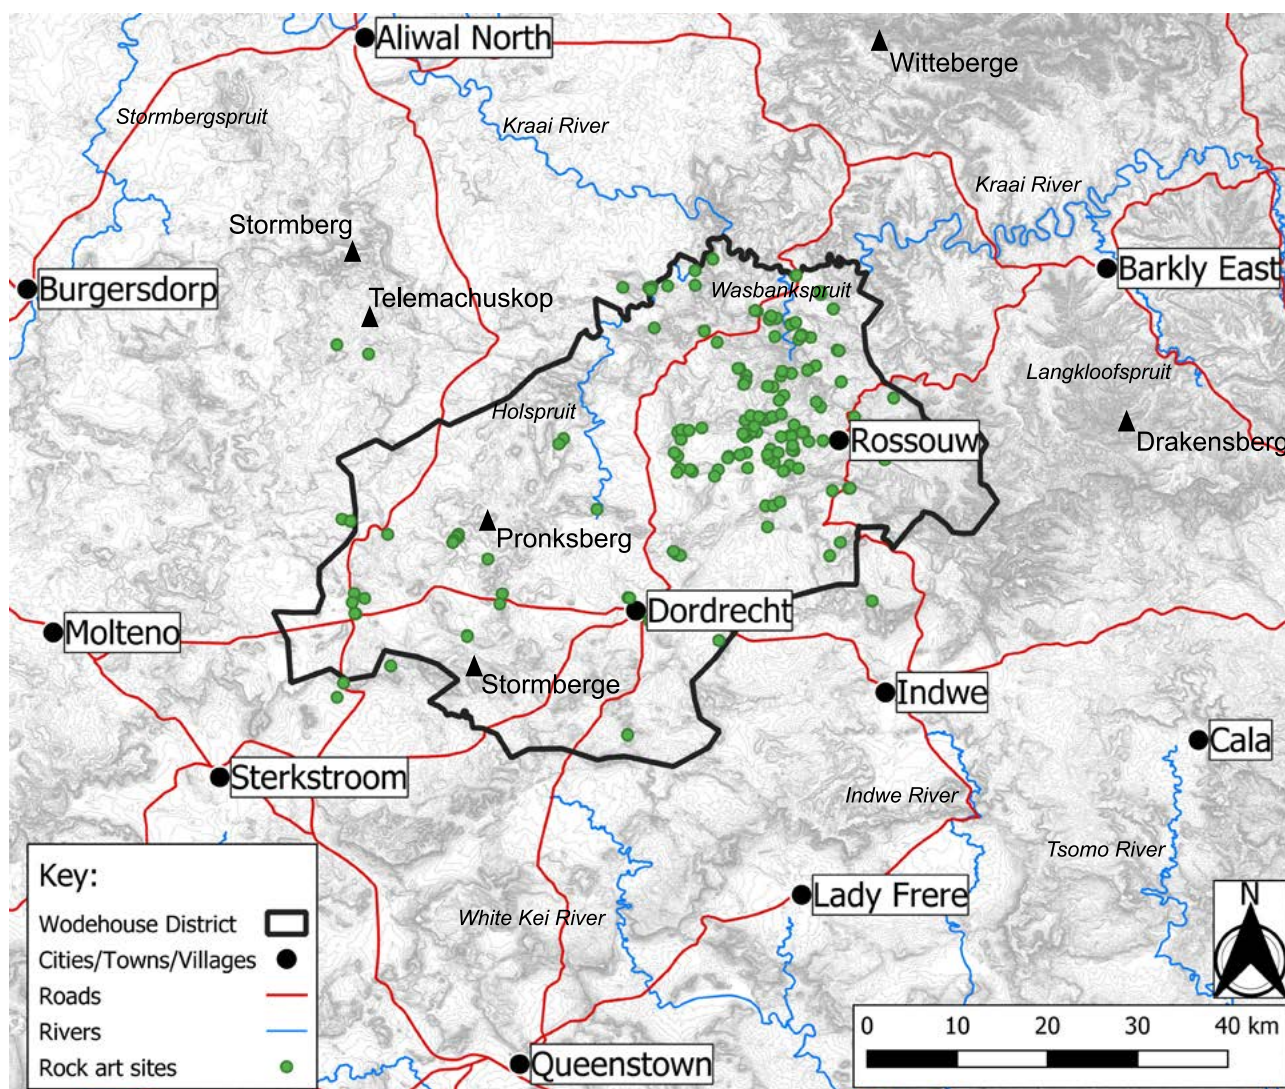 Aliwal North
Witteberge
Stormbergspruit
Kraai River
Kraai River
Stormberg
Barkly East
Burgersdorp
Telemachuskop
Wasbankspruit
Langkloofspruit
Holspruit
Rossouw
Drakensberg
Pronksberg
Dordrecht
Molteno
Stormberge
Indwe
Cala
Sterkstroom
Indwe River
Tsomo River
Lady Frere
White Kei River
Queenstown
Key:
Wodehouse District
Cities/Towns/Villages
Roads
Rivers
Rock art sites
N
0 10 20 30 40 km